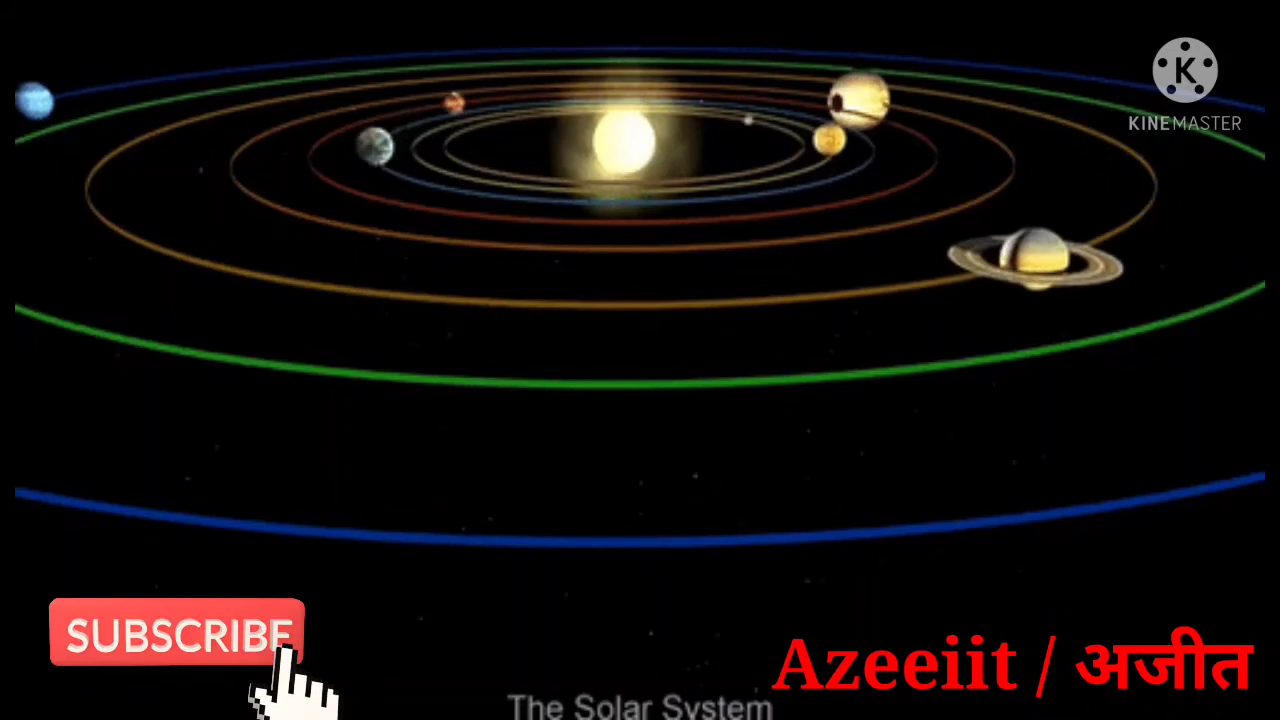 K
KINEMASTER
SUBSCRIBE
Azeeiit / अजीत
The Solar System